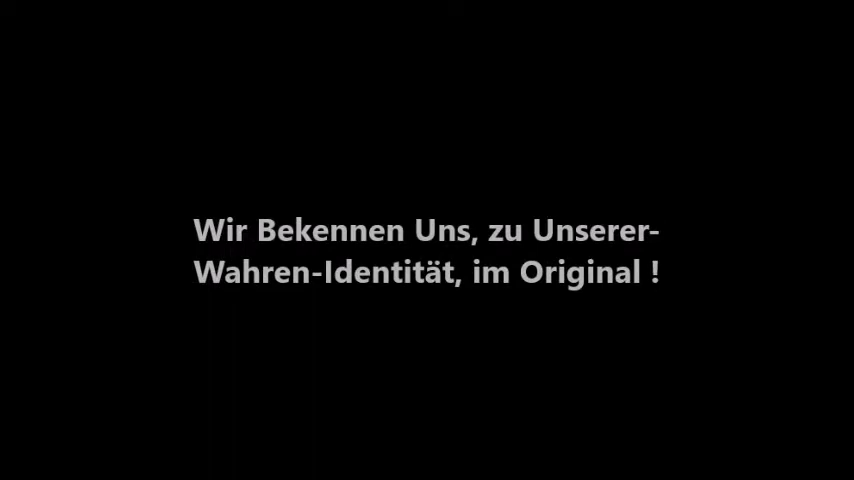 Wir Bekennen Uns, zu Unserer-
Wahren-Identität, im Original !